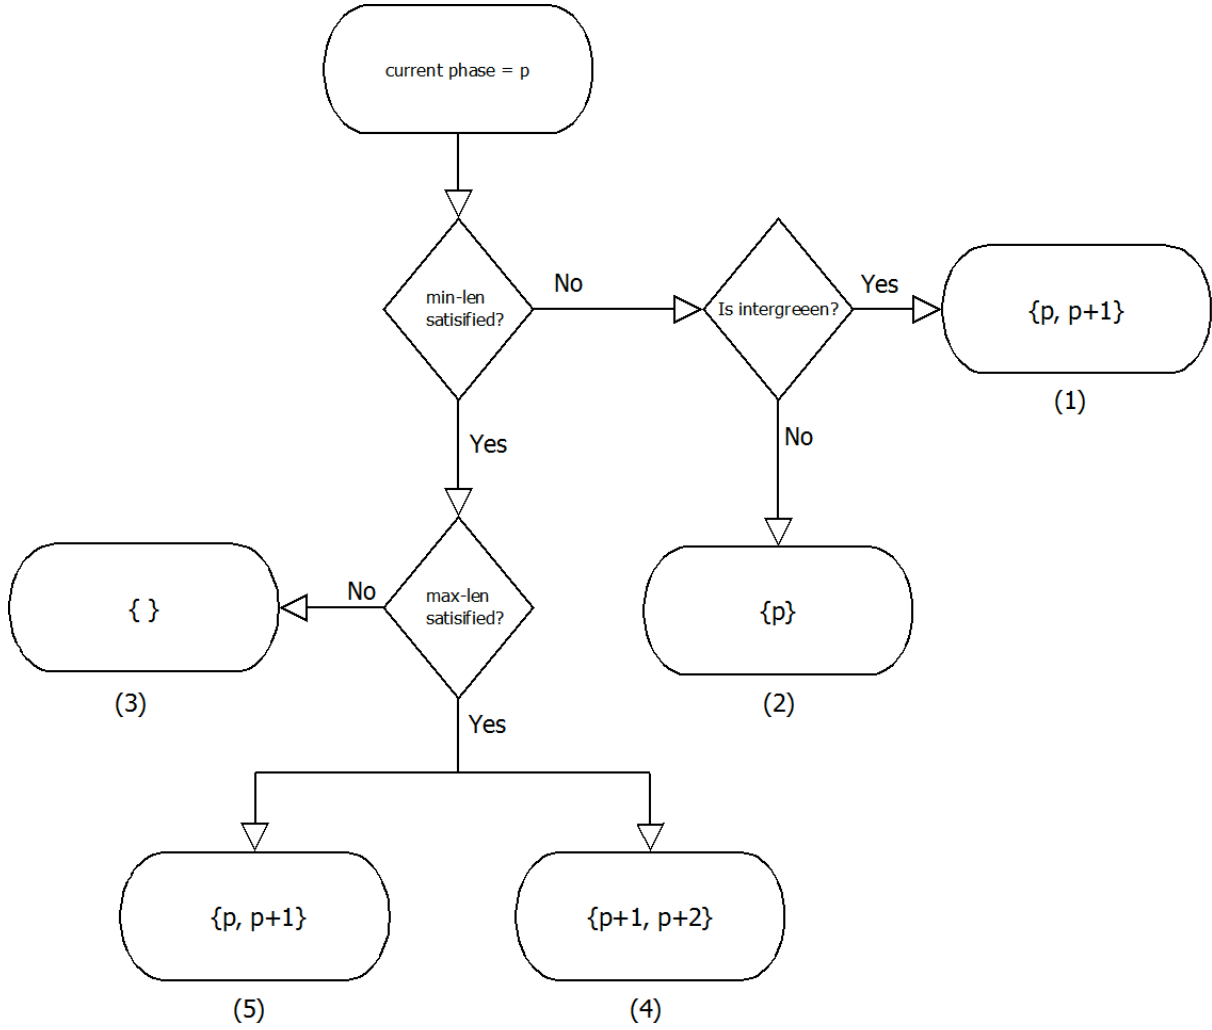 current phase = p
min-len
satisified?
No
Is intergreeen?
Yes
{p, p+1}
(1)
Yes
No
{ }
(3)
No
max-len
satisified?
{p}
(2)
Yes
{p, p+1}
(5)
{p+1, p+2}
(4)